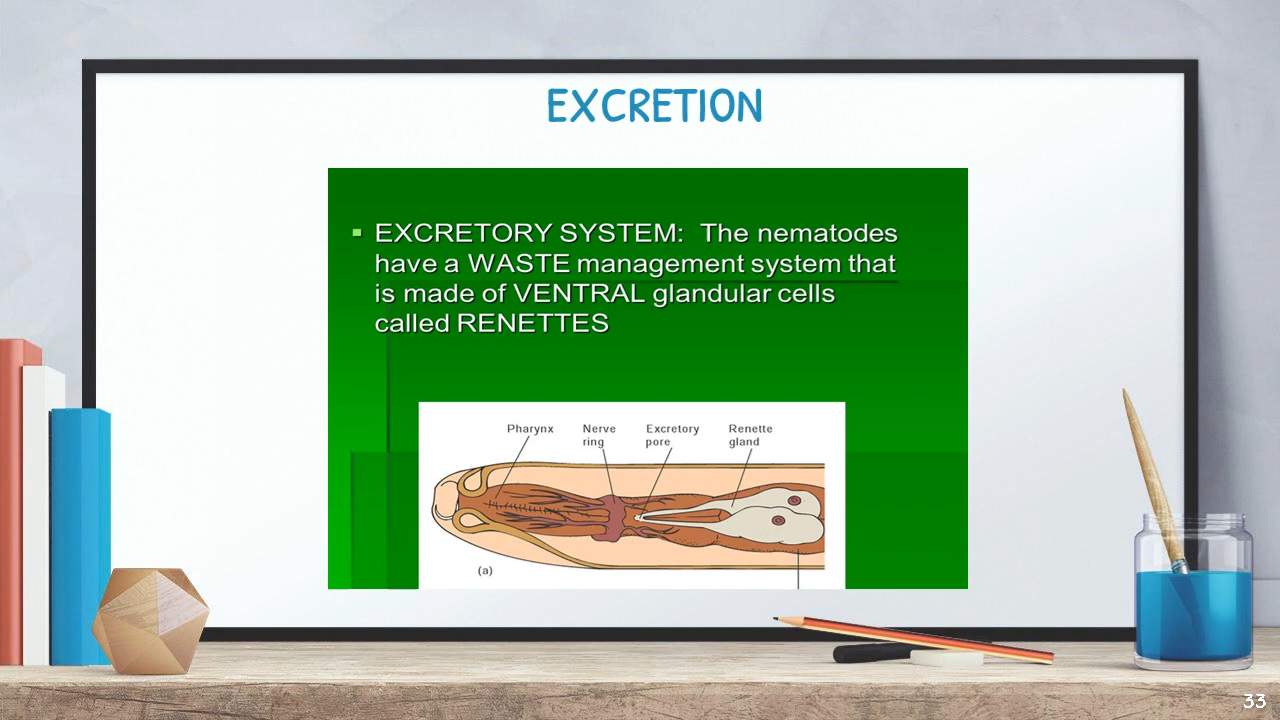 EXCRETION
▪ EXCRETORY SYSTEM: The nematodes
have a WASTE management system that
is made of VENTRAL glandular cells
called RENETTES
Pharynx
Nerve
ring
Excretory
pore
Renette
gland
(a)
33